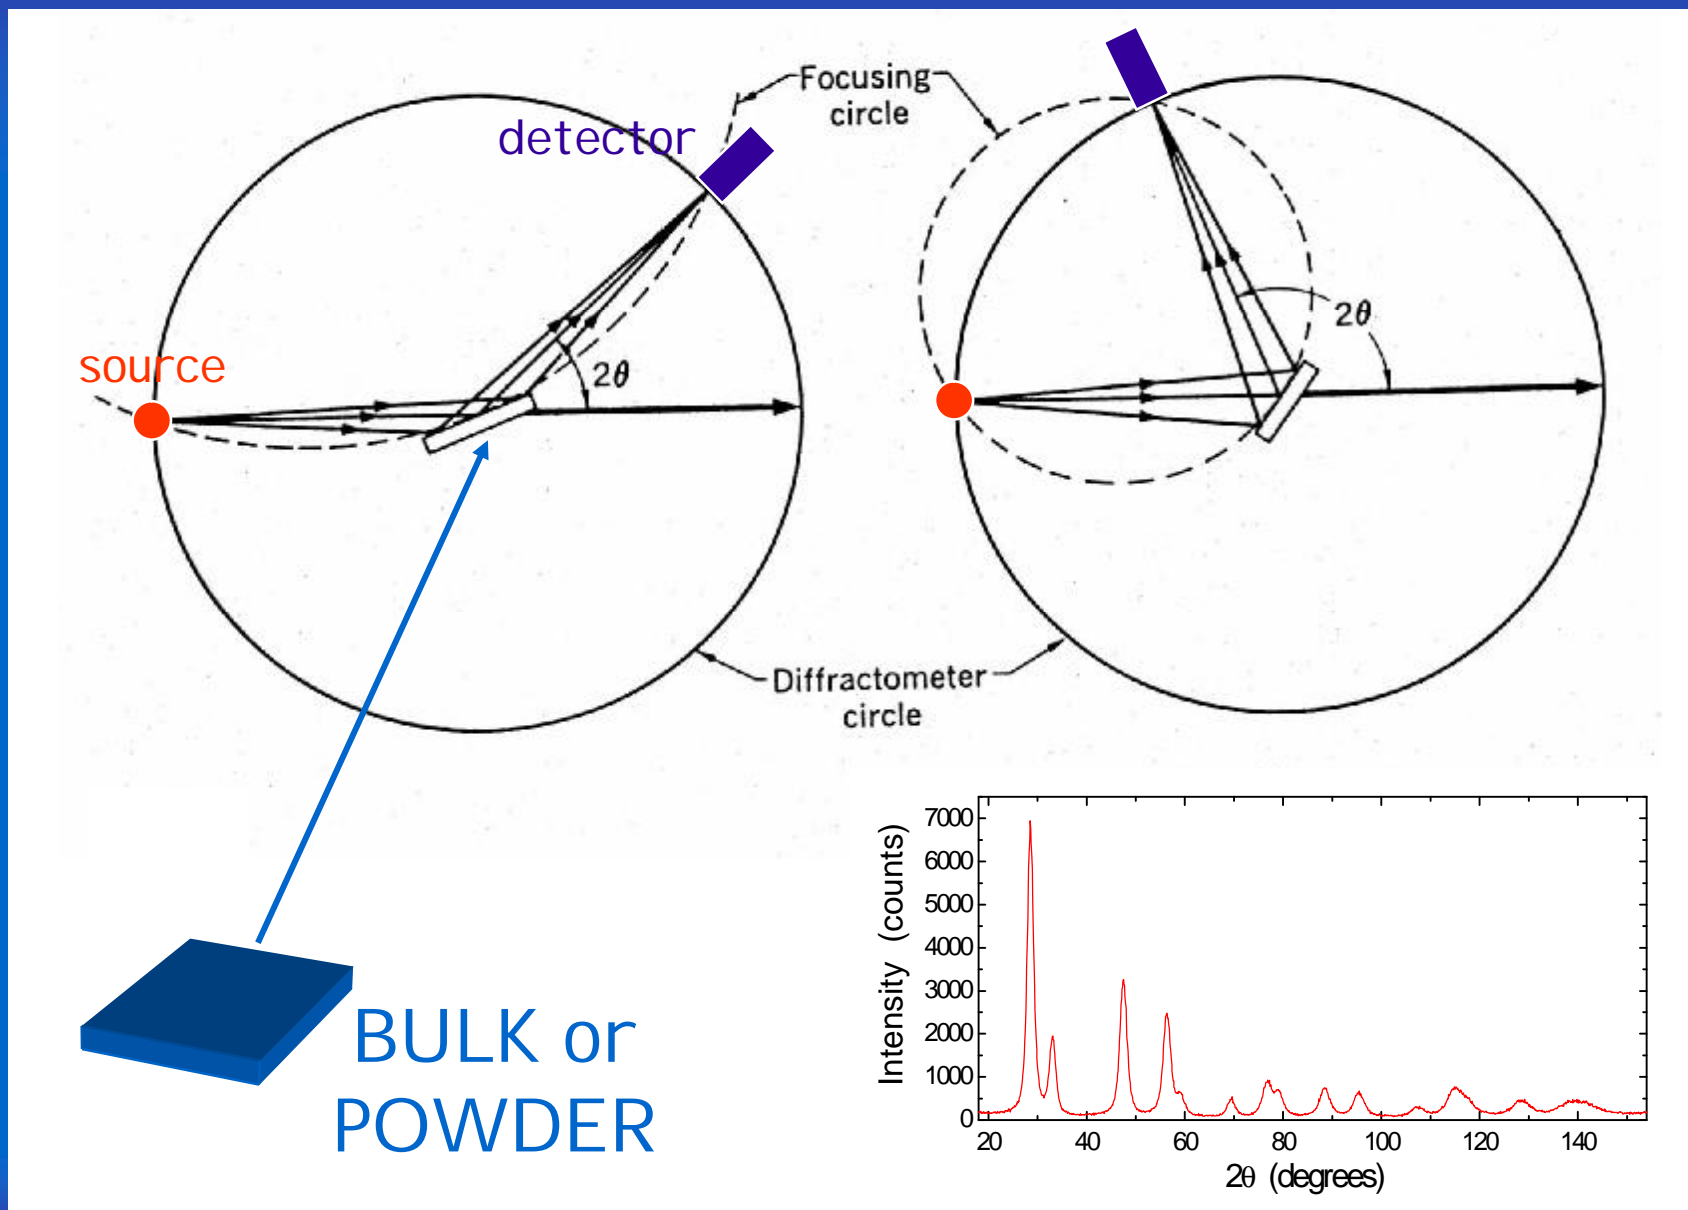 Focusing
circle
detector
source
2θ
2θ
Diffractometer
circle
BULK or
POWDER
Intensity (counts)
7000
6000
5000
4000
3000
2000
1000
0
20 40 60 80 100 120 140
2θ (degrees)